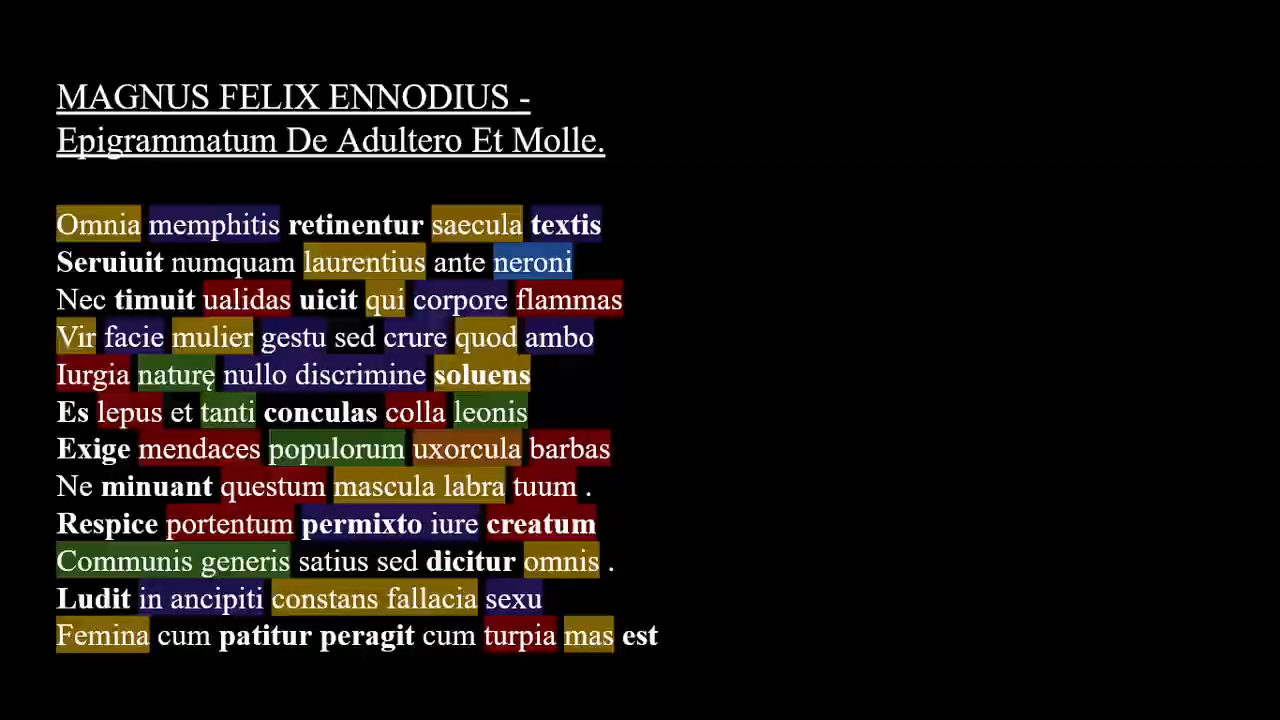 MAGNUS FELIX ENNODIUS -
Epigrammatum De Adultero Et Molle.
Omnia memphitis retinentur saecula textis
Seruiuit numquam laurentius ante neroni
Nec timuit ualidas uicit qui corpore flammas
Vir facie mulier gestu sed crure quod ambo
Iurgia naturę nullo discrimine soluens
Es lepus et tanti conculas colla leonis
Exige mendaces populorum uxorcula barbas
Ne minuant questum mascula labra tuum .
Respice portentum permixto iure creatum
Communis generis satius sed dicitur omnis .
Ludit in ancipiti constans fallacia sexu
Femina cum patitur peragit cum turpia mas est